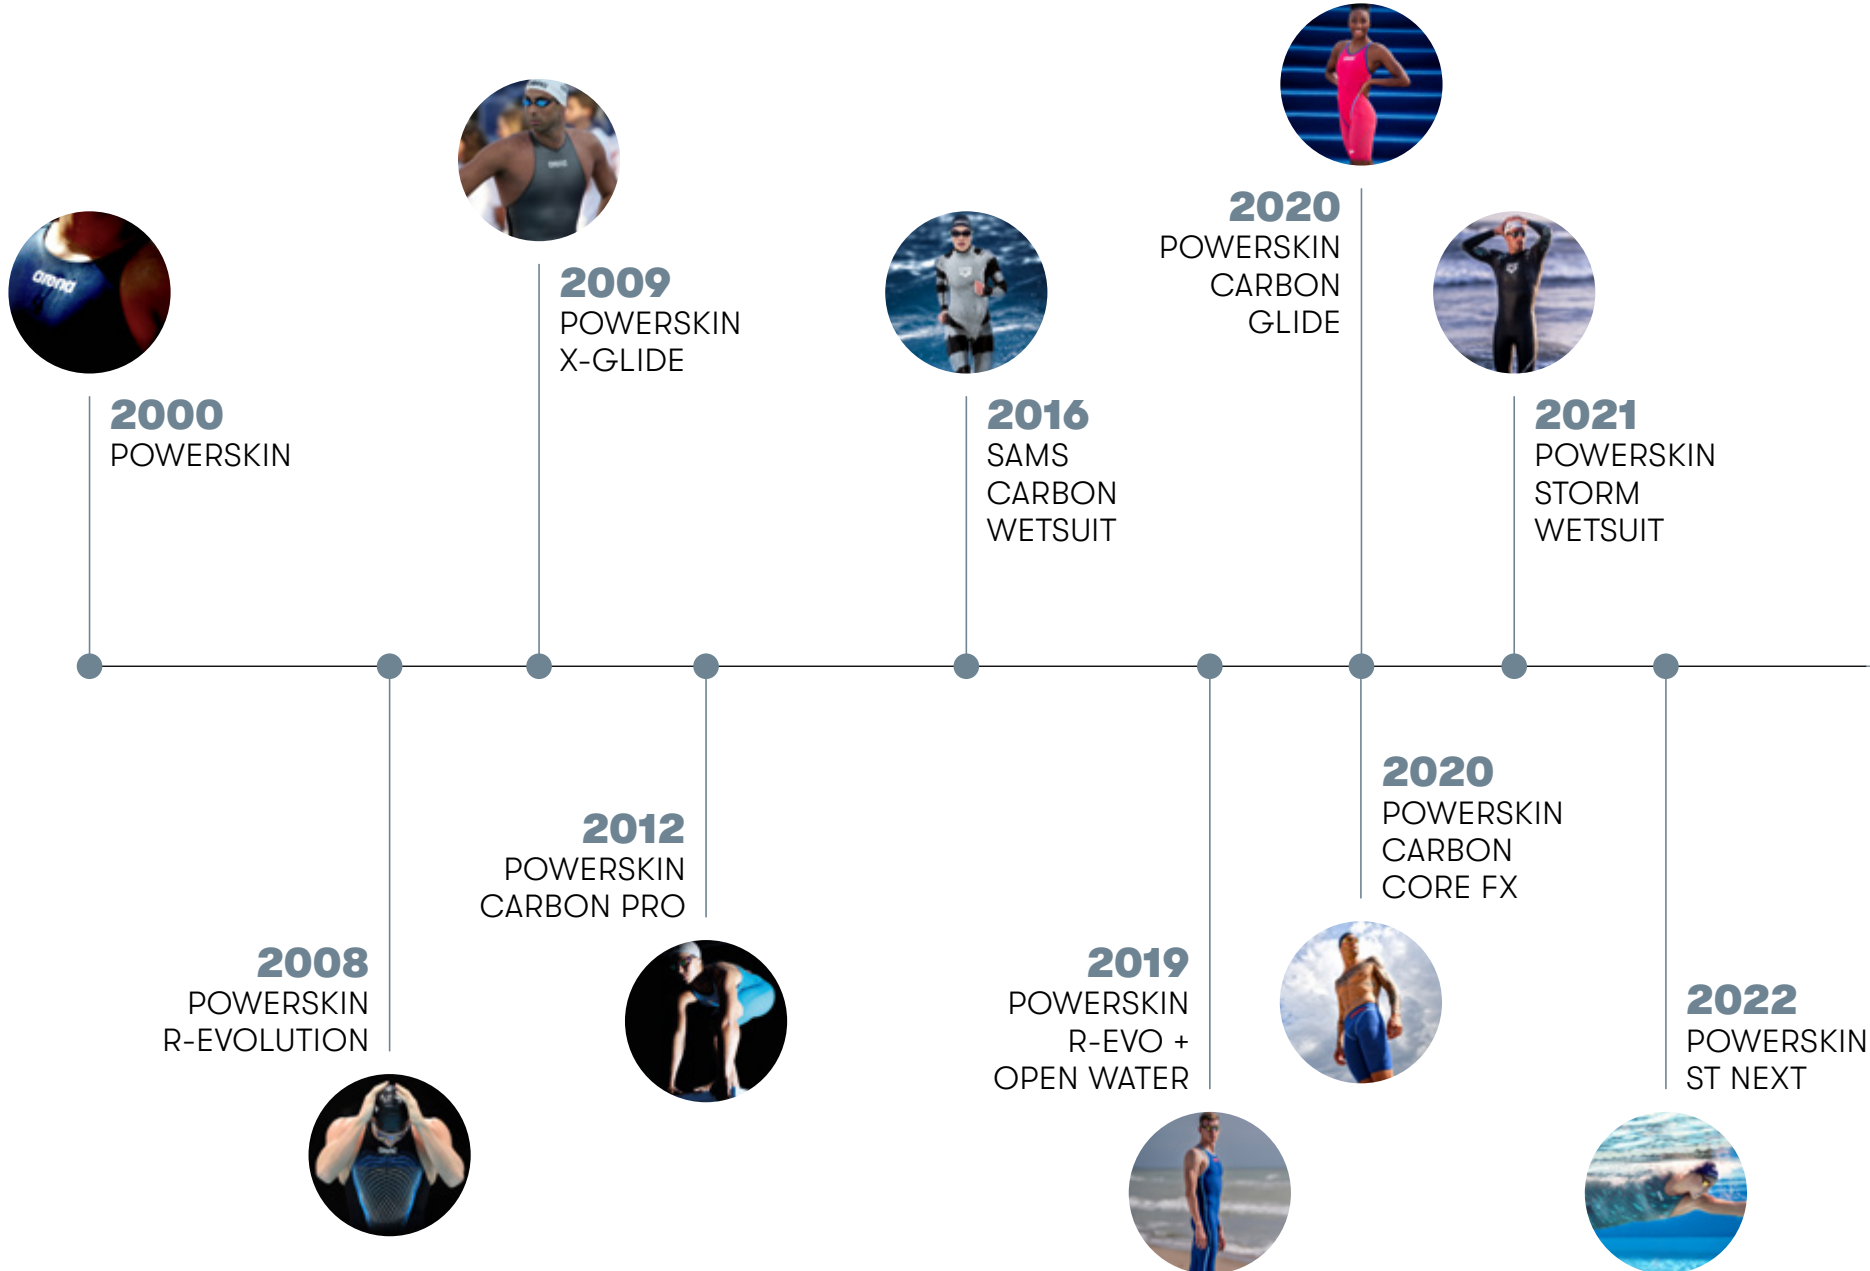 2000
POWERSKIN
arena
2008
POWERSKIN
R-EVOLUTION
2009
POWERSKIN
X-GLIDE
2012
POWERSKIN
CARBON PRO
2016
SAMS
CARBON
WETSUIT
2019
POWERSKIN
R-EVO +
OPEN WATER
2020
POWERSKIN
CARBON
GLIDE
2020
POWERSKIN
CARBON
CORE FX
2021
POWERSKIN
STORM
WETSUIT
2022
POWERSKIN
ST NEXT